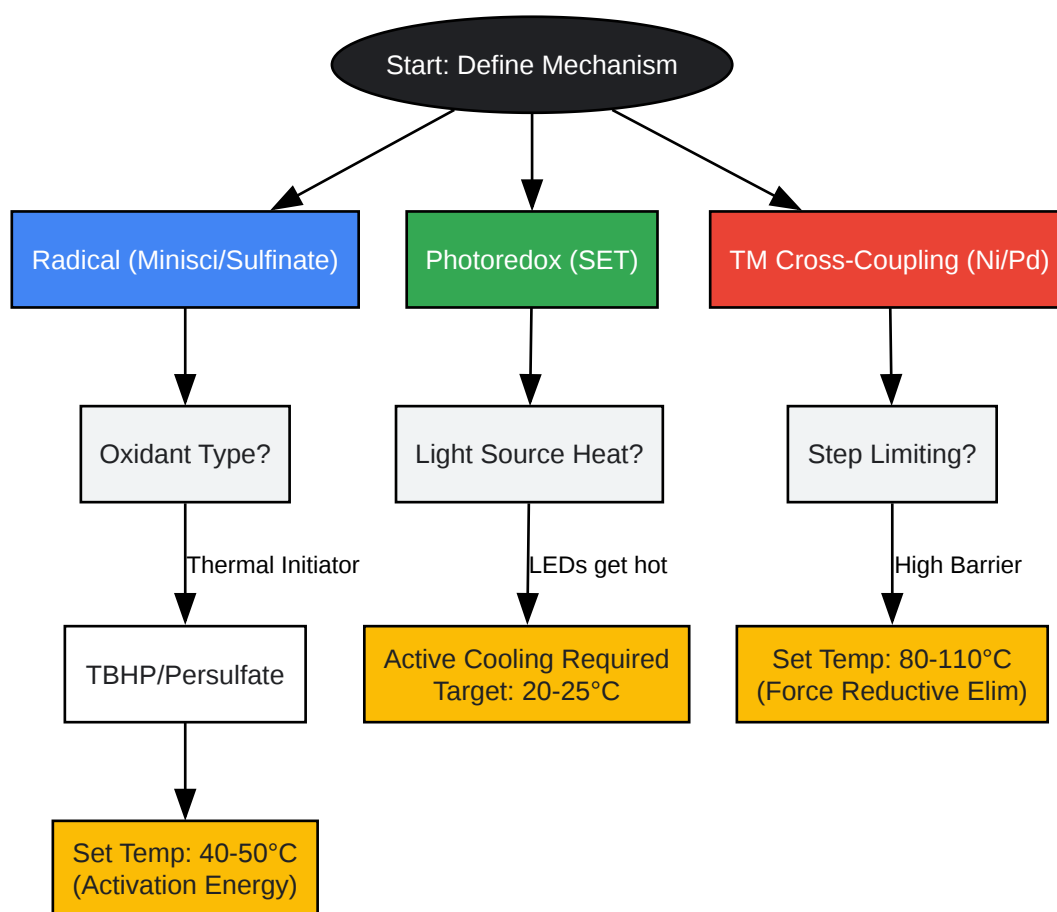 Start: Define Mechanism
Radical (Minisci/Sulfinate)
Photoredox (SET)
TM Cross-Coupling (Ni/Pd)
Oxidant Type?
Light Source Heat?
Step Limiting?
Thermal Initiator
LEDs get hot
High Barrier
TBHP/Persulfate
Active Cooling Required
Target: 20-25°C
Set Temp: 80-110°C
(Force Reductive Elim)
Set Temp: 40-50°C
(Activation Energy)